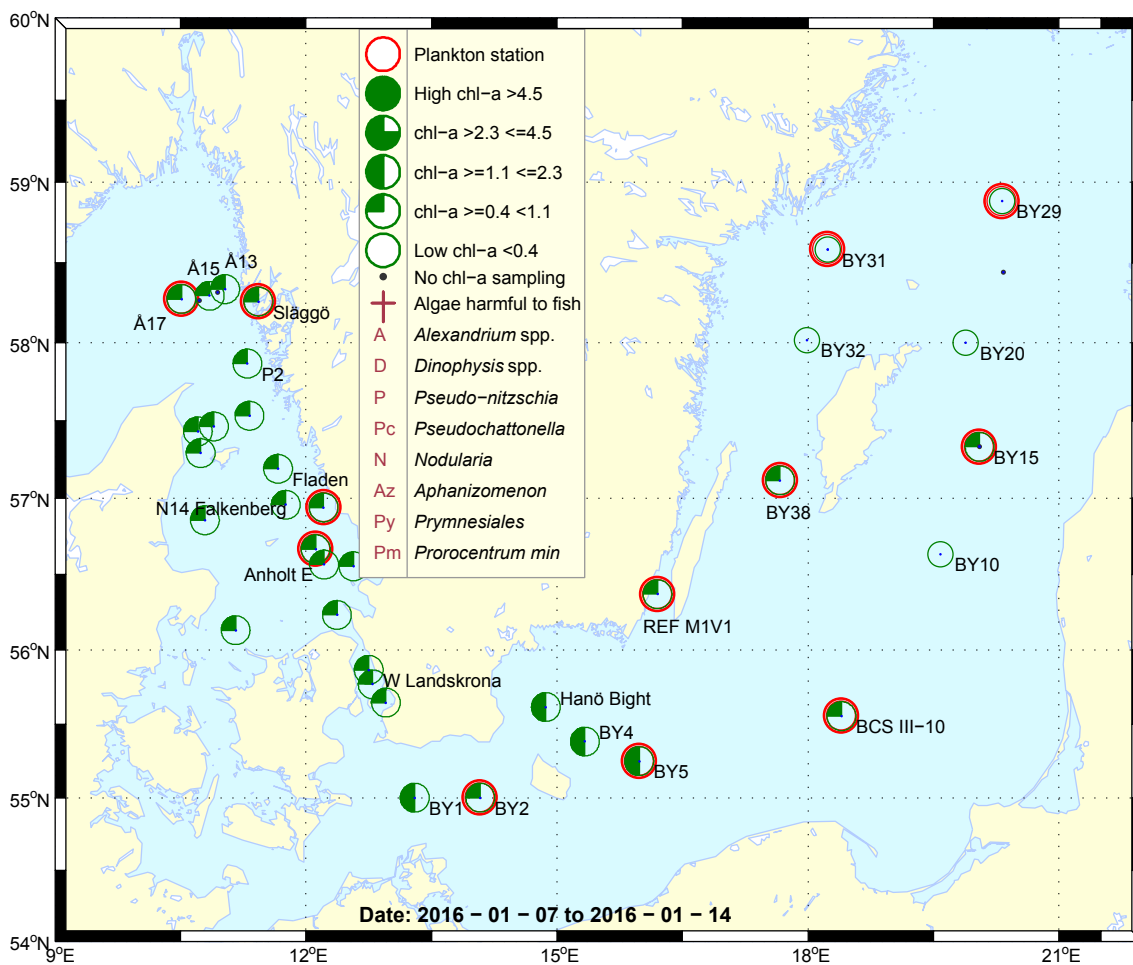 60°N
59°N
58°N
57°N
56°N
55°N
54°N
9°E
12°E
15°E
18°E
21°E
Plankton station
High chl−a >4.5
chl−a >2.3 <=4.5
chl−a >=1.1 <=2.3
chl−a >=0.4 <1.1
Low chl−a <0.4
No chl−a sampling
Algae harmful to fish
A Alexandrium spp.
D Dinophysis spp.
P Pseudo−nitzschia
Pc Pseudochattonella
N Nodularia
Az Aphanizomenon
Py Prymnesiales
Pm Prorocentrum min
BY29
BY31
Å13
Å15
Å17
Släggö
BY32
BY20
P2
BY15
Fladen
BY38
N14 Falkenberg
BY10
Anholt E
REF M1V1
W Landskrona
Hanö Bight
BCS III−10
BY4
BY5
BY1
BY2
Date: 2016 − 01 − 07 to 2016 − 01 − 14